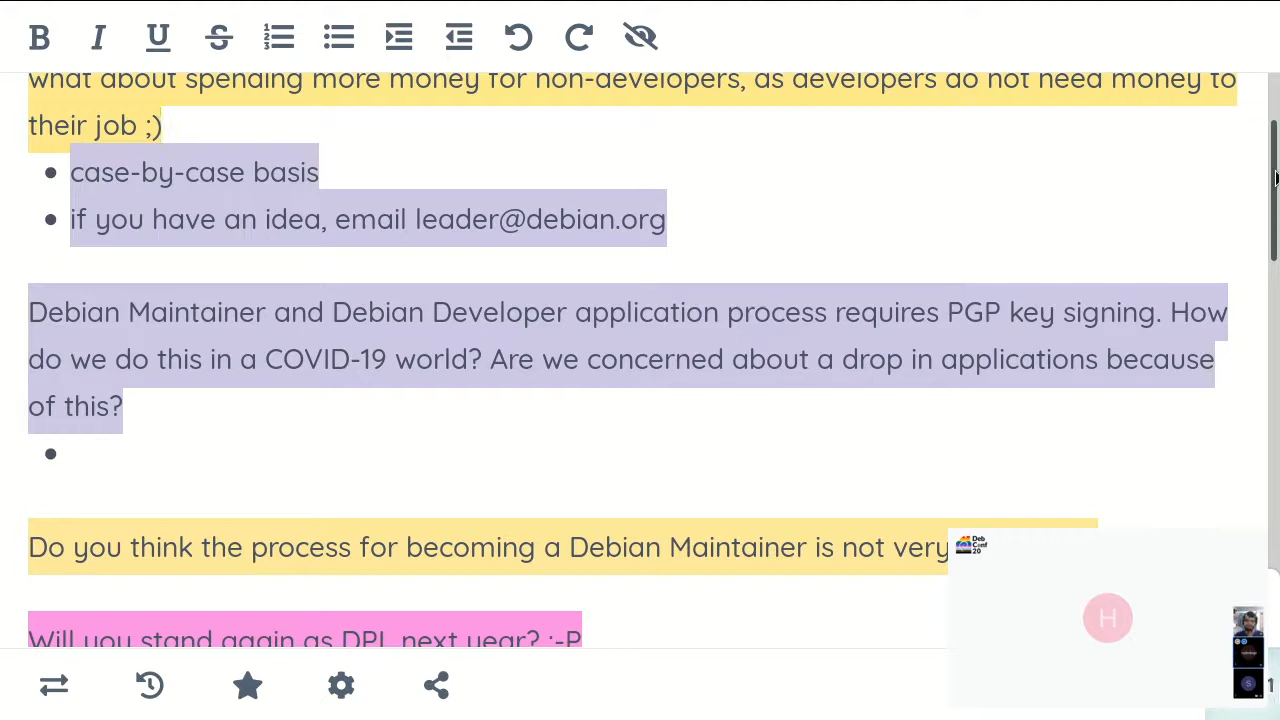 what about spending more money for non-developers, as developers do not need money to
their job ;)
case-by-case basis
if you have an idea, email leader@debian.org
Debian Maintainer and Debian Developer application process requires PGP key signing. How
do we do this in a COVID-19 world? Are we concerned about a drop in applications because
of this?
Do you think the process for becoming a Debian Maintainer is not very
Deb
Conf
20
H
S
Will you stand again as DPL next year? :-P
1